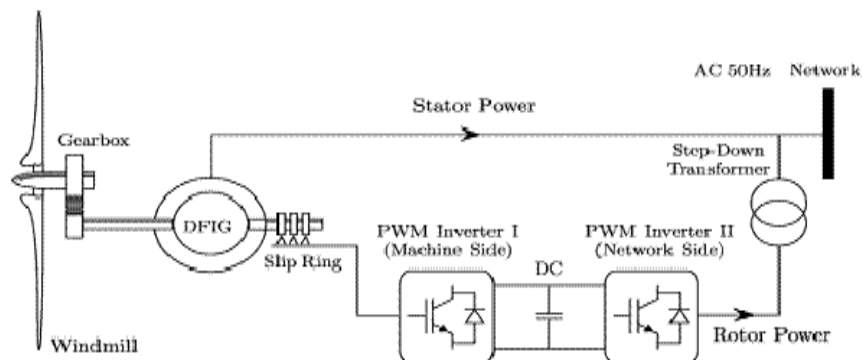 AC 50Hz Network
Stator Power
Gearbox
Step-Down
Transformer
DFIG
PWM Inverter I
(Machine Side)
PWM Inverter II
(Network Side)
Slip Ring
DC
Rotor Power
Windmill